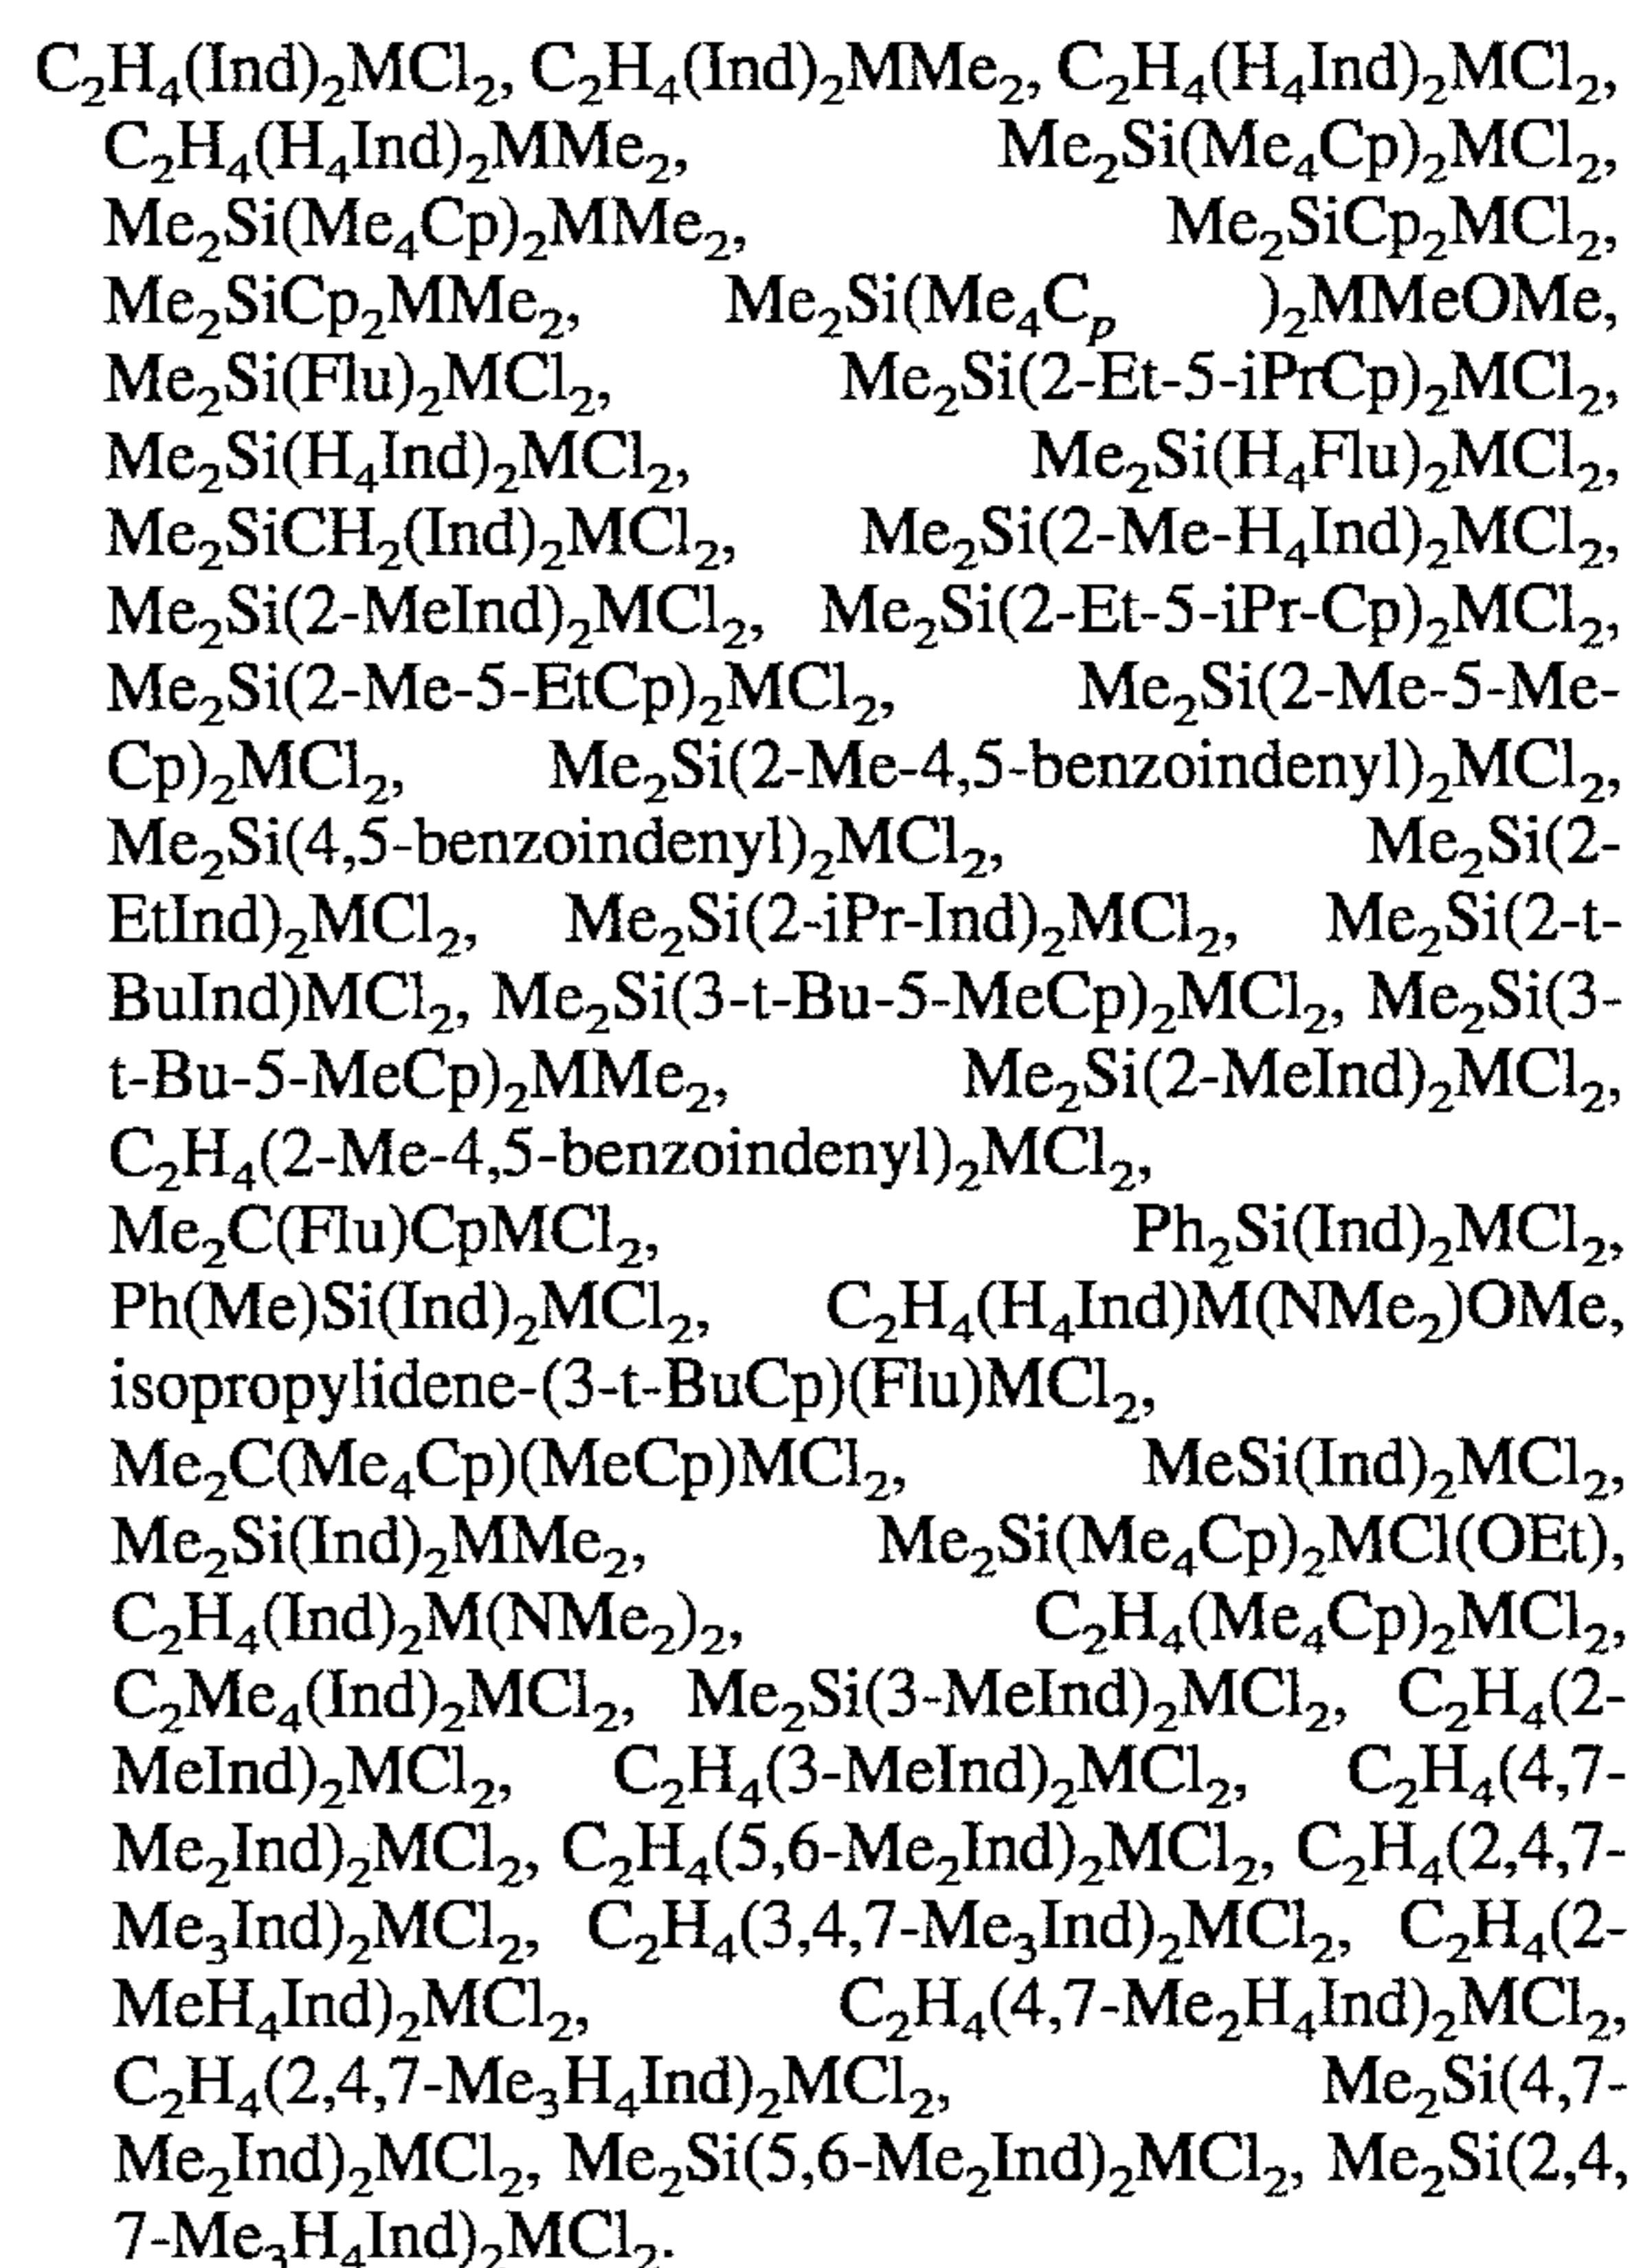 C₂H₄(Ind)₂MCl₂, C₂H₄(Ind)₂MMe₂, C₂H₄(H₄Ind)₂MCl₂,
C₂H₄(H₄Ind)₂MMe₂, Me₂Si(Me₄Cp)₂MCl₂,
Me₂Si(Me₄Cp)₂MMe₂, Me₂SiCp₂MCl₂,
Me₂SiCp₂MMe₂, Me₂Si(Me₄Cₚ )₂MMeOMe,
Me₂Si(Flu)₂MCl₂, Me₂Si(2-Et-5-iPrCp)₂MCl₂,
Me₂Si(H₄Ind)₂MCl₂, Me₂Si(H₄Flu)₂MCl₂,
Me₂SiCH₂(Ind)₂MCl₂, Me₂Si(2-Me-H₄Ind)₂MCl₂,
Me₂Si(2-MeInd)₂MCl₂, Me₂Si(2-Et-5-iPr-Cp)₂MCl₂,
Me₂Si(2-Me-5-EtCp)₂MCl₂, Me₂Si(2-Me-5-Me-
Cp)₂MCl₂, Me₂Si(2-Me-4,5-benzoindenyl)₂MCl₂,
Me₂Si(4,5-benzoindenyl)₂MCl₂, Me₂Si(2-
EtInd)₂MCl₂, Me₂Si(2-iPr-Ind)₂MCl₂, Me₂Si(2-t-
BuInd)MCl₂, Me₂Si(3-t-Bu-5-MeCp)₂MCl₂, Me₂Si(3-
t-Bu-5-MeCp)₂MMe₂, Me₂Si(2-MeInd)₂MCl₂,
C₂H₄(2-Me-4,5-benzoindenyl)₂MCl₂,
Me₂C(Flu)CpMCl₂, Ph₂Si(Ind)₂MCl₂,
Ph(Me)Si(Ind)₂MCl₂, C₂H₄(H₄Ind)M(NMe₂)OMe,
isopropylidene-(3-t-BuCp)(Flu)MCl₂,
Me₂C(Me₄Cp)(MeCp)MCl₂, MeSi(Ind)₂MCl₂,
Me₂Si(Ind)₂MMe₂, Me₂Si(Me₄Cp)₂MCl(OEt),
C₂H₄(Ind)₂M(NMe₂)₂, C₂H₄(Me₄Cp)₂MCl₂,
C₂Me₄(Ind)₂MCl₂, Me₂Si(3-MeInd)₂MCl₂, C₂H₄(2-
MeInd)₂MCl₂, C₂H₄(3-MeInd)₂MCl₂, C₂H₄(4,7-
Me₂Ind)₂MCl₂, C₂H₄(5,6-Me₂Ind)₂MCl₂, C₂H₄(2,4,7-
Me₃Ind)₂MCl₂, C₂H₄(3,4,7-Me₃Ind)₂MCl₂, C₂H₄(2-
MeH₄Ind)₂MCl₂, C₂H₄(4,7-Me₂H₄Ind)₂MCl₂,
C₂H₄(2,4,7-Me₃H₄Ind)₂MCl₂, Me₂Si(4,7-
Me₂Ind)₂MCl₂, Me₂Si(5,6-Me₂Ind)₂MCl₂, Me₂Si(2,4,
7-Me₃H₄Ind)₂MCl₂.